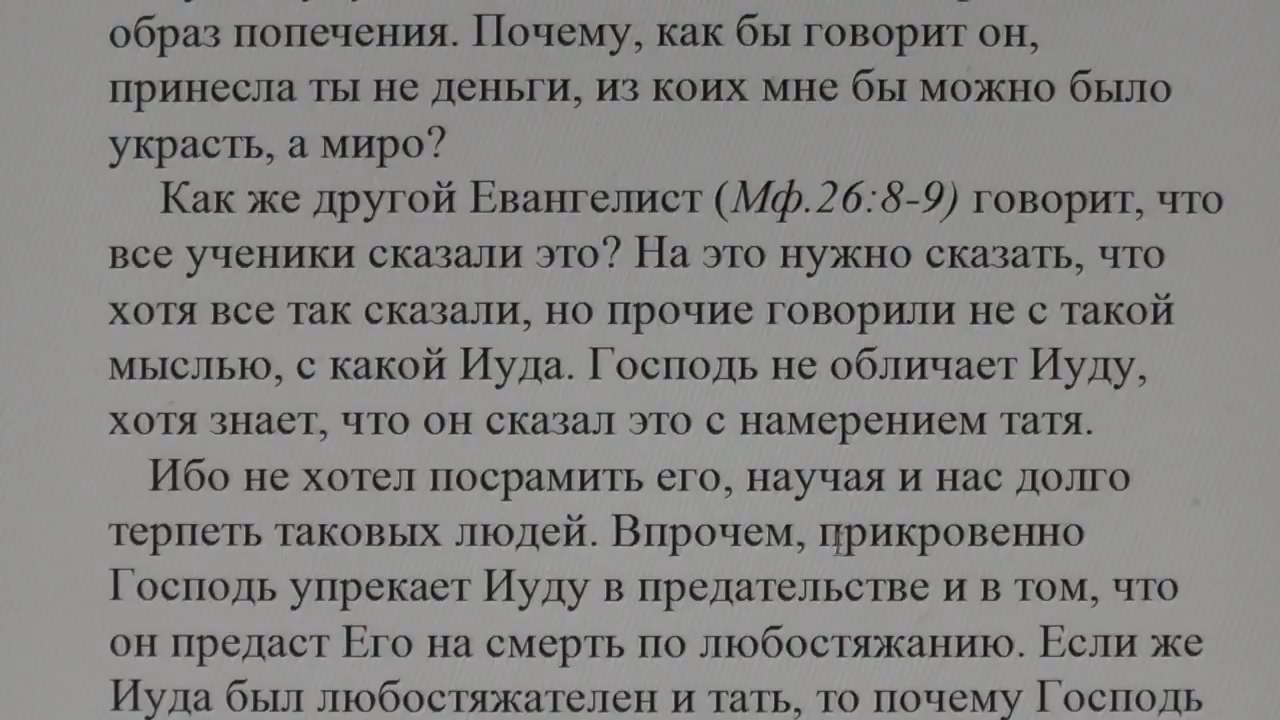 образ попечения. Почему, как бы говорит он,
принесла ты не деньги, из коих мне бы можно было
украсть, а миро?
Как же другой Евангелист (Мф.26:8-9) говорит, что
все ученики сказали это? На это нужно сказать, что
хотя все так сказали, но прочие говорили не с такой
мыслью, с какой Иуда. Господь не обличает Иуду,
хотя знает, что он сказал это с намерением татя.
Ибо не хотел посрамить его, научая и нас долго
терпеть таковых людей. Впрочем, прикровенно
Господь упрекает Иуду в предательстве и в том, что
он предаст Его на смерть по любостяжанию. Если же
Иуда был любостяжателен и тать, то почему Господь